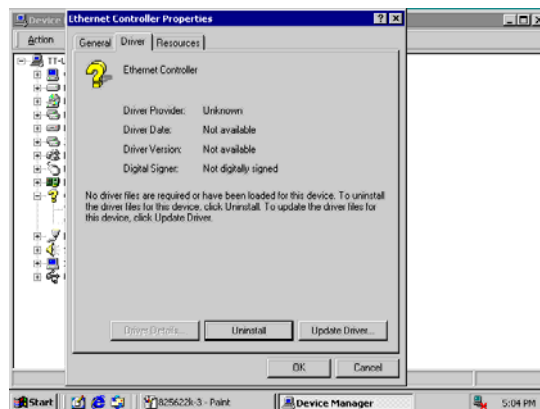 Device
Ethernet Controller Properties
Action
General
Driver
Resources
TT-L
Ethernet Controller
Driver Provider: Unknown
Driver Date: Not available
Driver Version: Not available
Digital Signer: Not digitally signed
No driver files are required or have been loaded for this device. To uninstall
the driver files for this device, click Uninstall. To update the driver files for
this device, click Update Driver.
Driver Details...
Uninstall
Update Driver...
OK
Cancel
Start
825622k-3 - Paint
Device Manager
5:04 PM